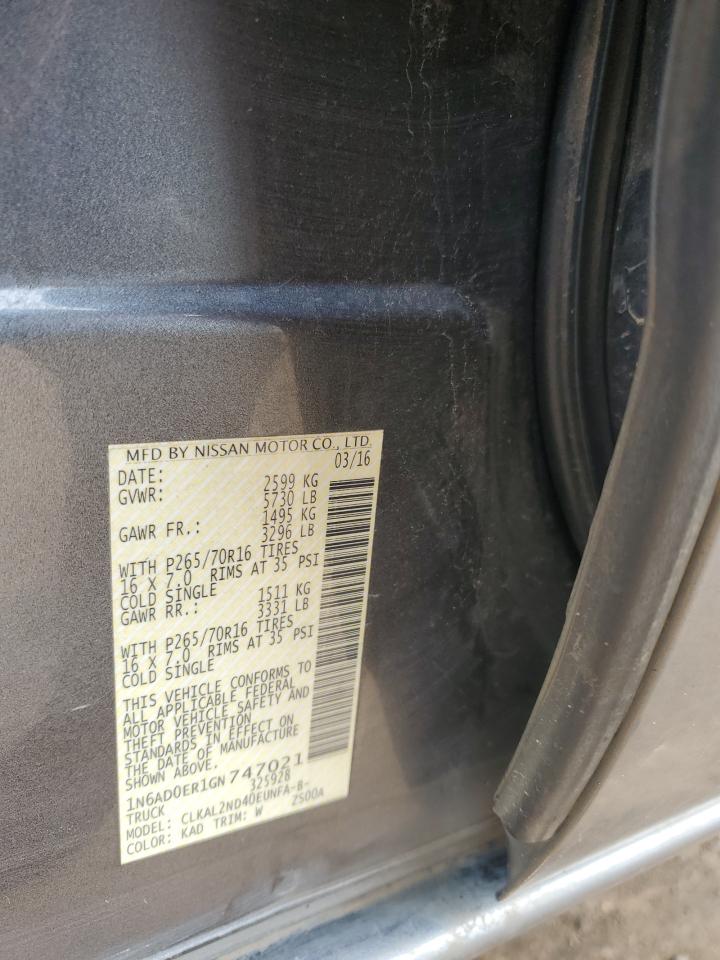 MFD BY NISSAN MOTOR CO., LTD.
DATE: 03/16
GVWR: 2599 KG
5730 LB
GAWR FR.: 1495 KG
3296 LB
WITH P265/70R16 TIRES
16 X 7.0 RIMS AT 35 PSI
COLD SINGLE
GAWR RR.: 1511 KG
3331 LB
WITH P265/70R16 TIRES
16 X 7.0 RIMS AT 35 PSI
COLD SINGLE
THIS VEHICLE CONFORMS TO
ALL APPLICABLE FEDERAL
MOTOR VEHICLE SAFETY AND
THEFT PREVENTION
STANDARDS IN EFFECT ON
THE DATE OF MANUFACTURE
SHOWN ABOVE.
1N6AD0ER1GN747021
TRUCK 325928
MODEL: CLKAL2ND40EUNFA-B-
COLOR: KAD TRIM: W ZS00A